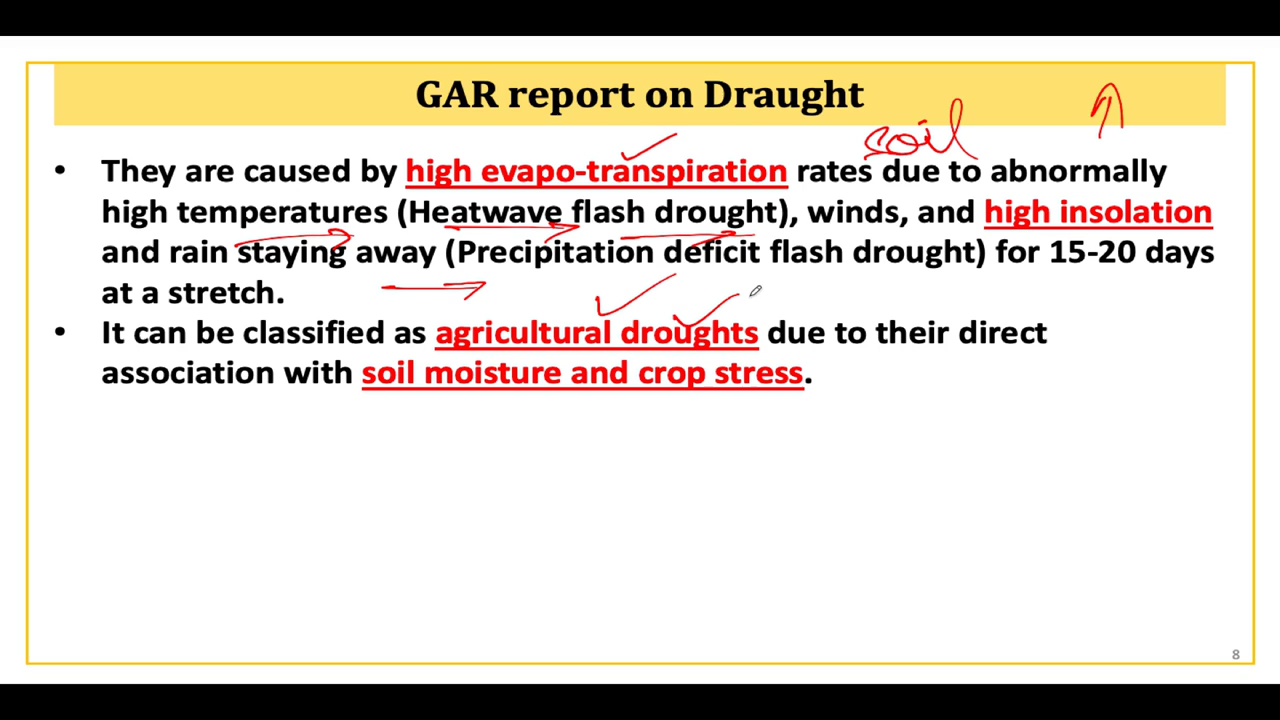 GAR report on Draught
soil
• They are caused by high evapo-transpiration rates due to abnormally
high temperatures (Heatwave flash drought), winds, and high insolation
and rain staying away (Precipitation deficit flash drought) for 15-20 days
at a stretch.
• It can be classified as agricultural droughts due to their direct
association with soil moisture and crop stress.
8